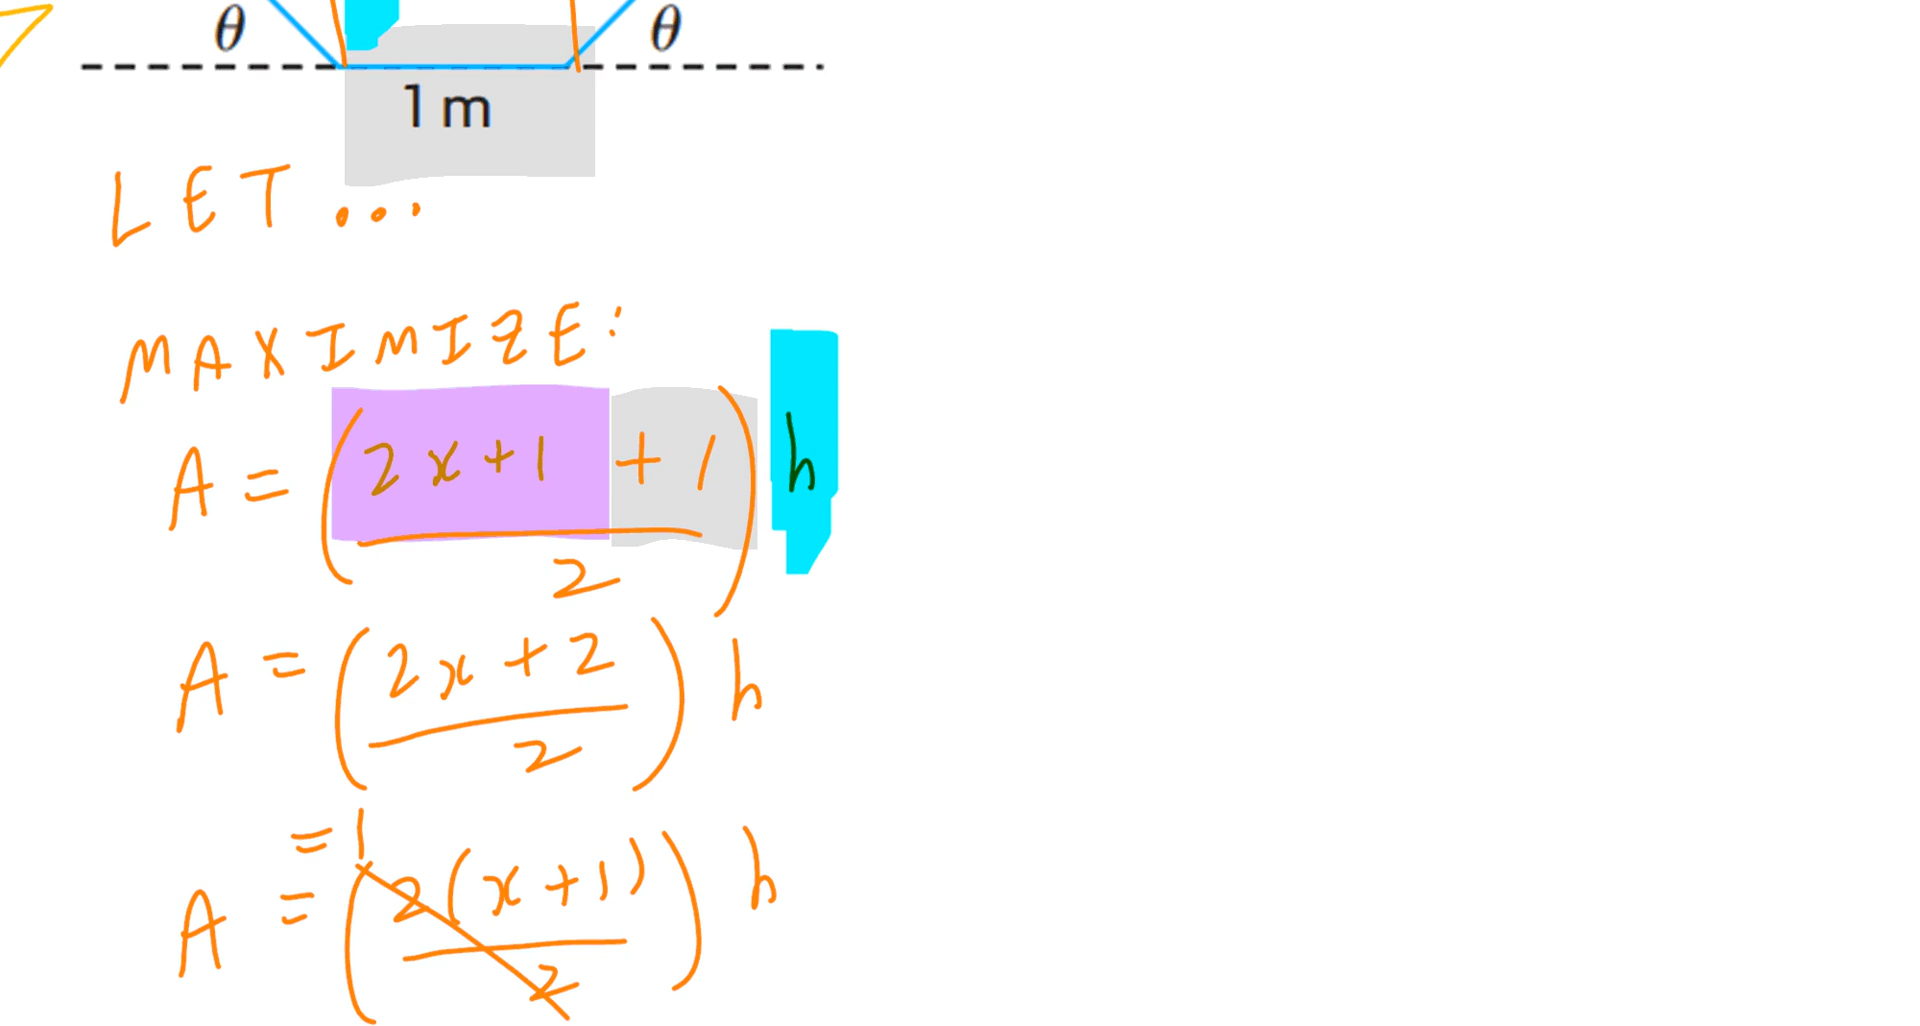 θ θ
1 m
LET...
MAXIMIZE:
A = ( 2x+1 + 1 / 2 ) h
A = ( 2x + 2 / 2 ) h
= 1
A = ( 2(x+1) / 2 ) h